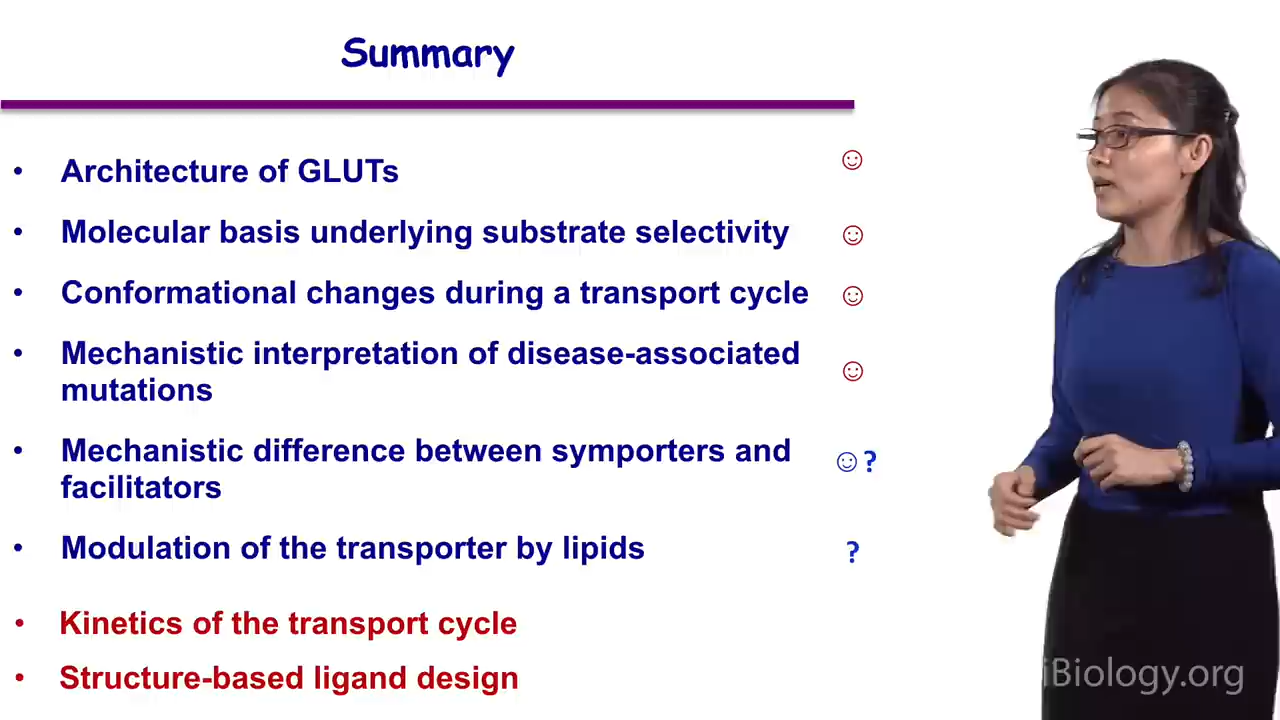 Summary
• Architecture of GLUTs ☺
• Molecular basis underlying substrate selectivity ☺
• Conformational changes during a transport cycle ☺
• Mechanistic interpretation of disease-associated
mutations ☺
• Mechanistic difference between symporters and
facilitators ☺?
• Modulation of the transporter by lipids ?
• Kinetics of the transport cycle
• Structure-based ligand design
iBiology.org